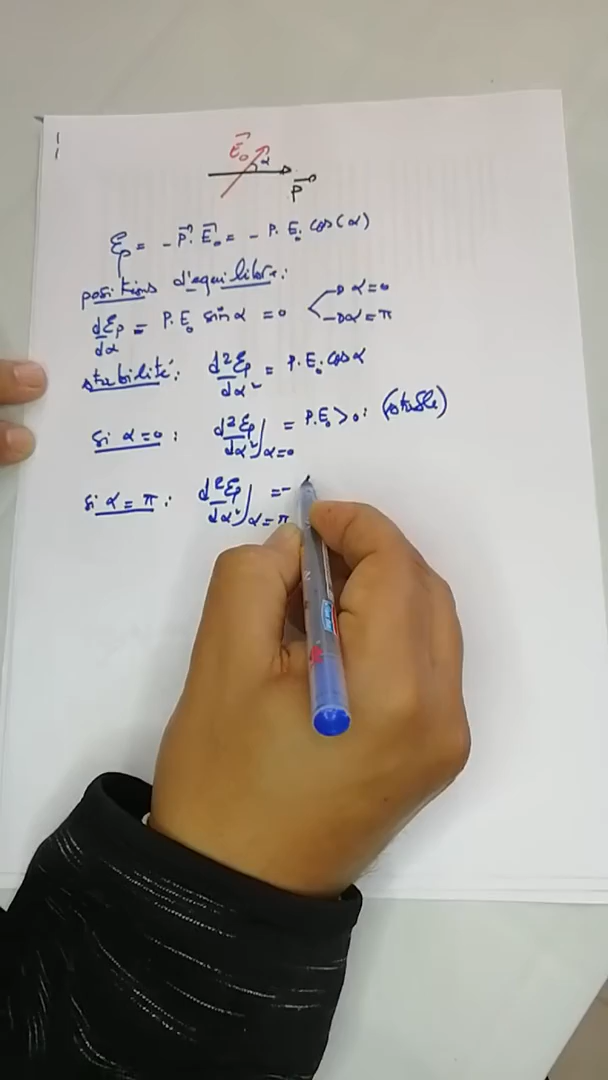 E⃗₀ α
P⃗
Ep = - P⃗.E⃗₀ = - P.E₀ cos(α)
positions d'equilibre:
dEp/dα = P.E₀ sin α = 0 → α=0
→ α=π
stabilité: d²Ep/dα² = P.E₀ cos α
si α=0: d²Ep/dα²)α=0 = P.E₀ > 0: (stable)
si α=π: d²Ep/dα²)α=π = -